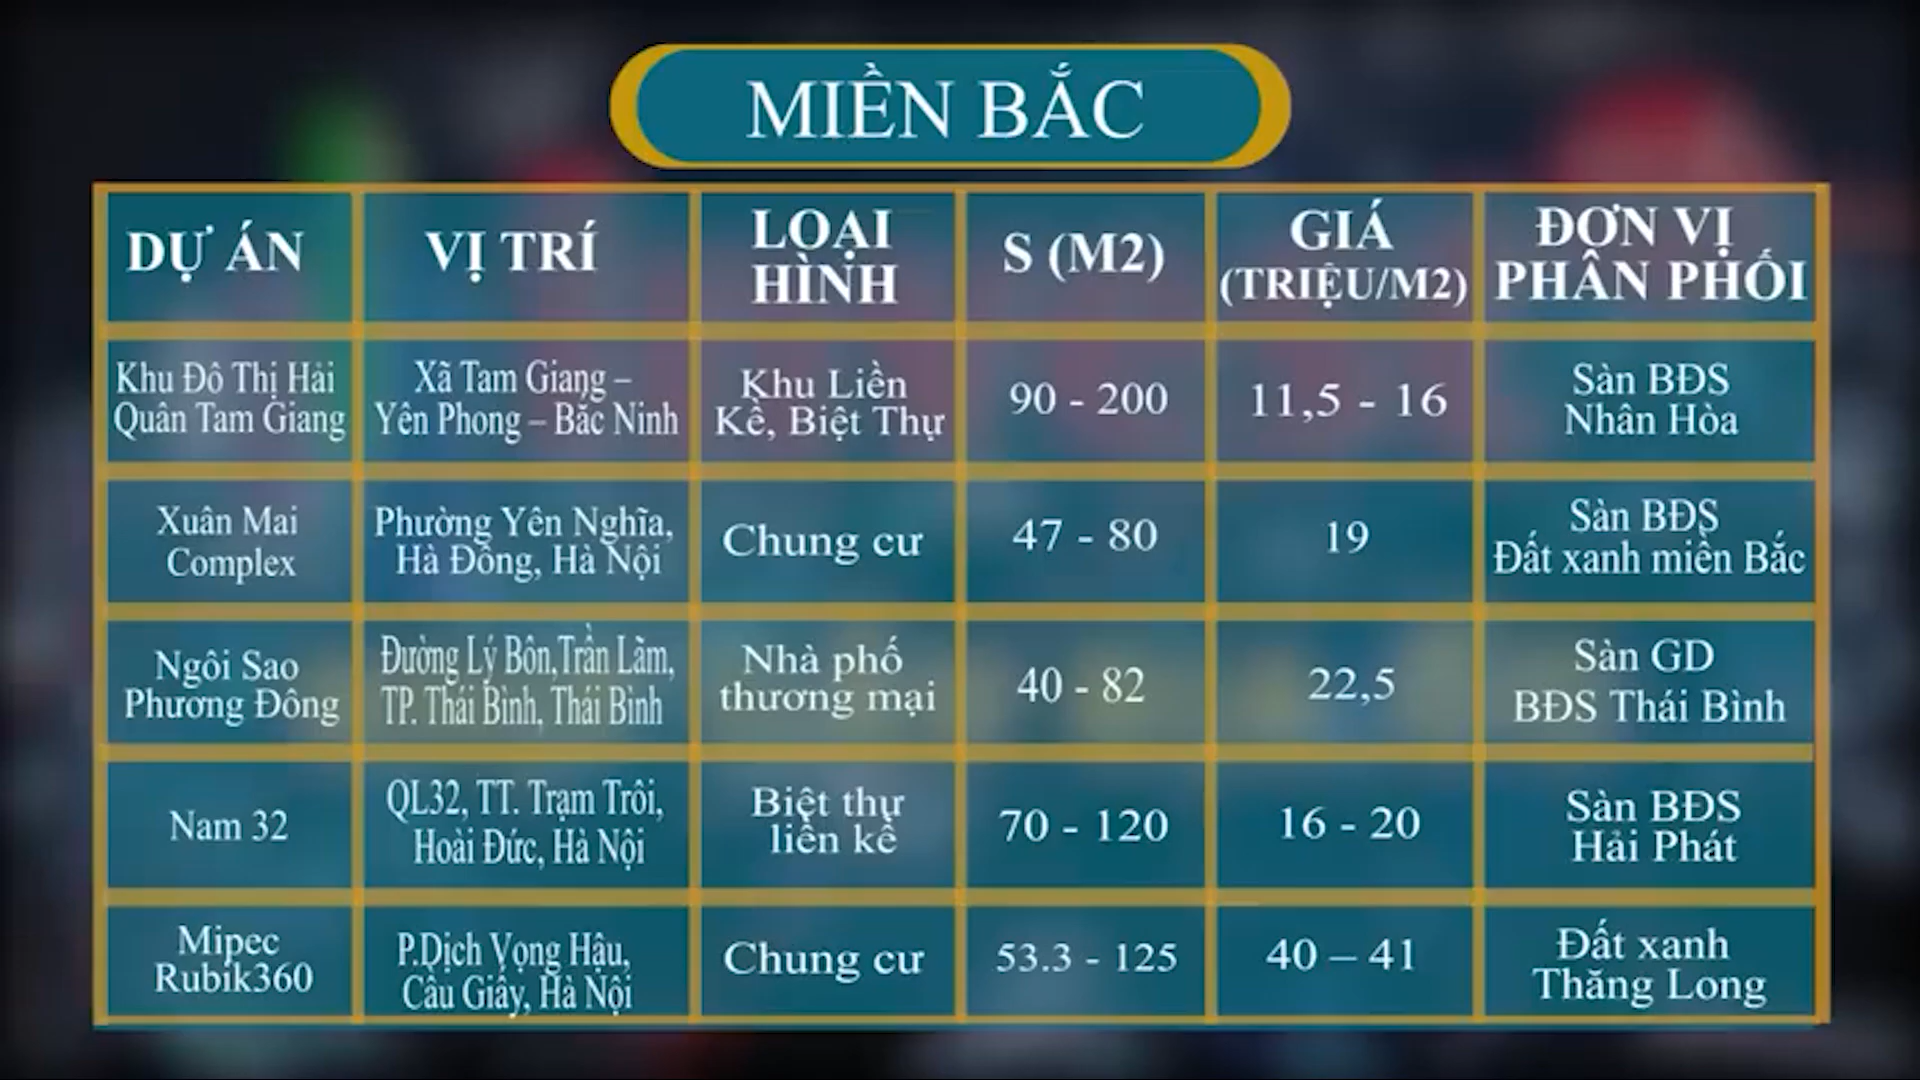 MIỀN BẮC
DỰ ÁN
VỊ TRÍ
LOẠI
HÌNH
S (M2)
GIÁ
(TRIỆU/M2)
ĐƠN VỊ
PHÂN PHỐI
Khu Đô Thị Hải
Quân Tam Giang
Xã Tam Giang –
Yên Phong – Bắc Ninh
Khu Liền
Kề, Biệt Thự
90 - 200
11,5 - 16
Sàn BĐS
Nhân Hòa
Xuân Mai
Complex
Phường Yên Nghĩa,
Hà Đông, Hà Nội
Chung cư
47 - 80
19
Sàn BĐS
Đất xanh miền Bắc
Ngôi Sao
Phương Đông
Đường Lý Bôn,Trần Lãm,
TP. Thái Bình, Thái Bình
Nhà phố
thương mại
40 - 82
22,5
Sàn GD
BĐS Thái Bình
Nam 32
QL32, TT. Trạm Trôi,
Hoài Đức, Hà Nội
Biệt thự
liền kề
70 - 120
16 - 20
Sàn BĐS
Hải Phát
Mipec
Rubik360
P.Dịch Vọng Hậu,
Cầu Giấy, Hà Nội
Chung cư
53.3 - 125
40 – 41
Đất xanh
Thăng Long